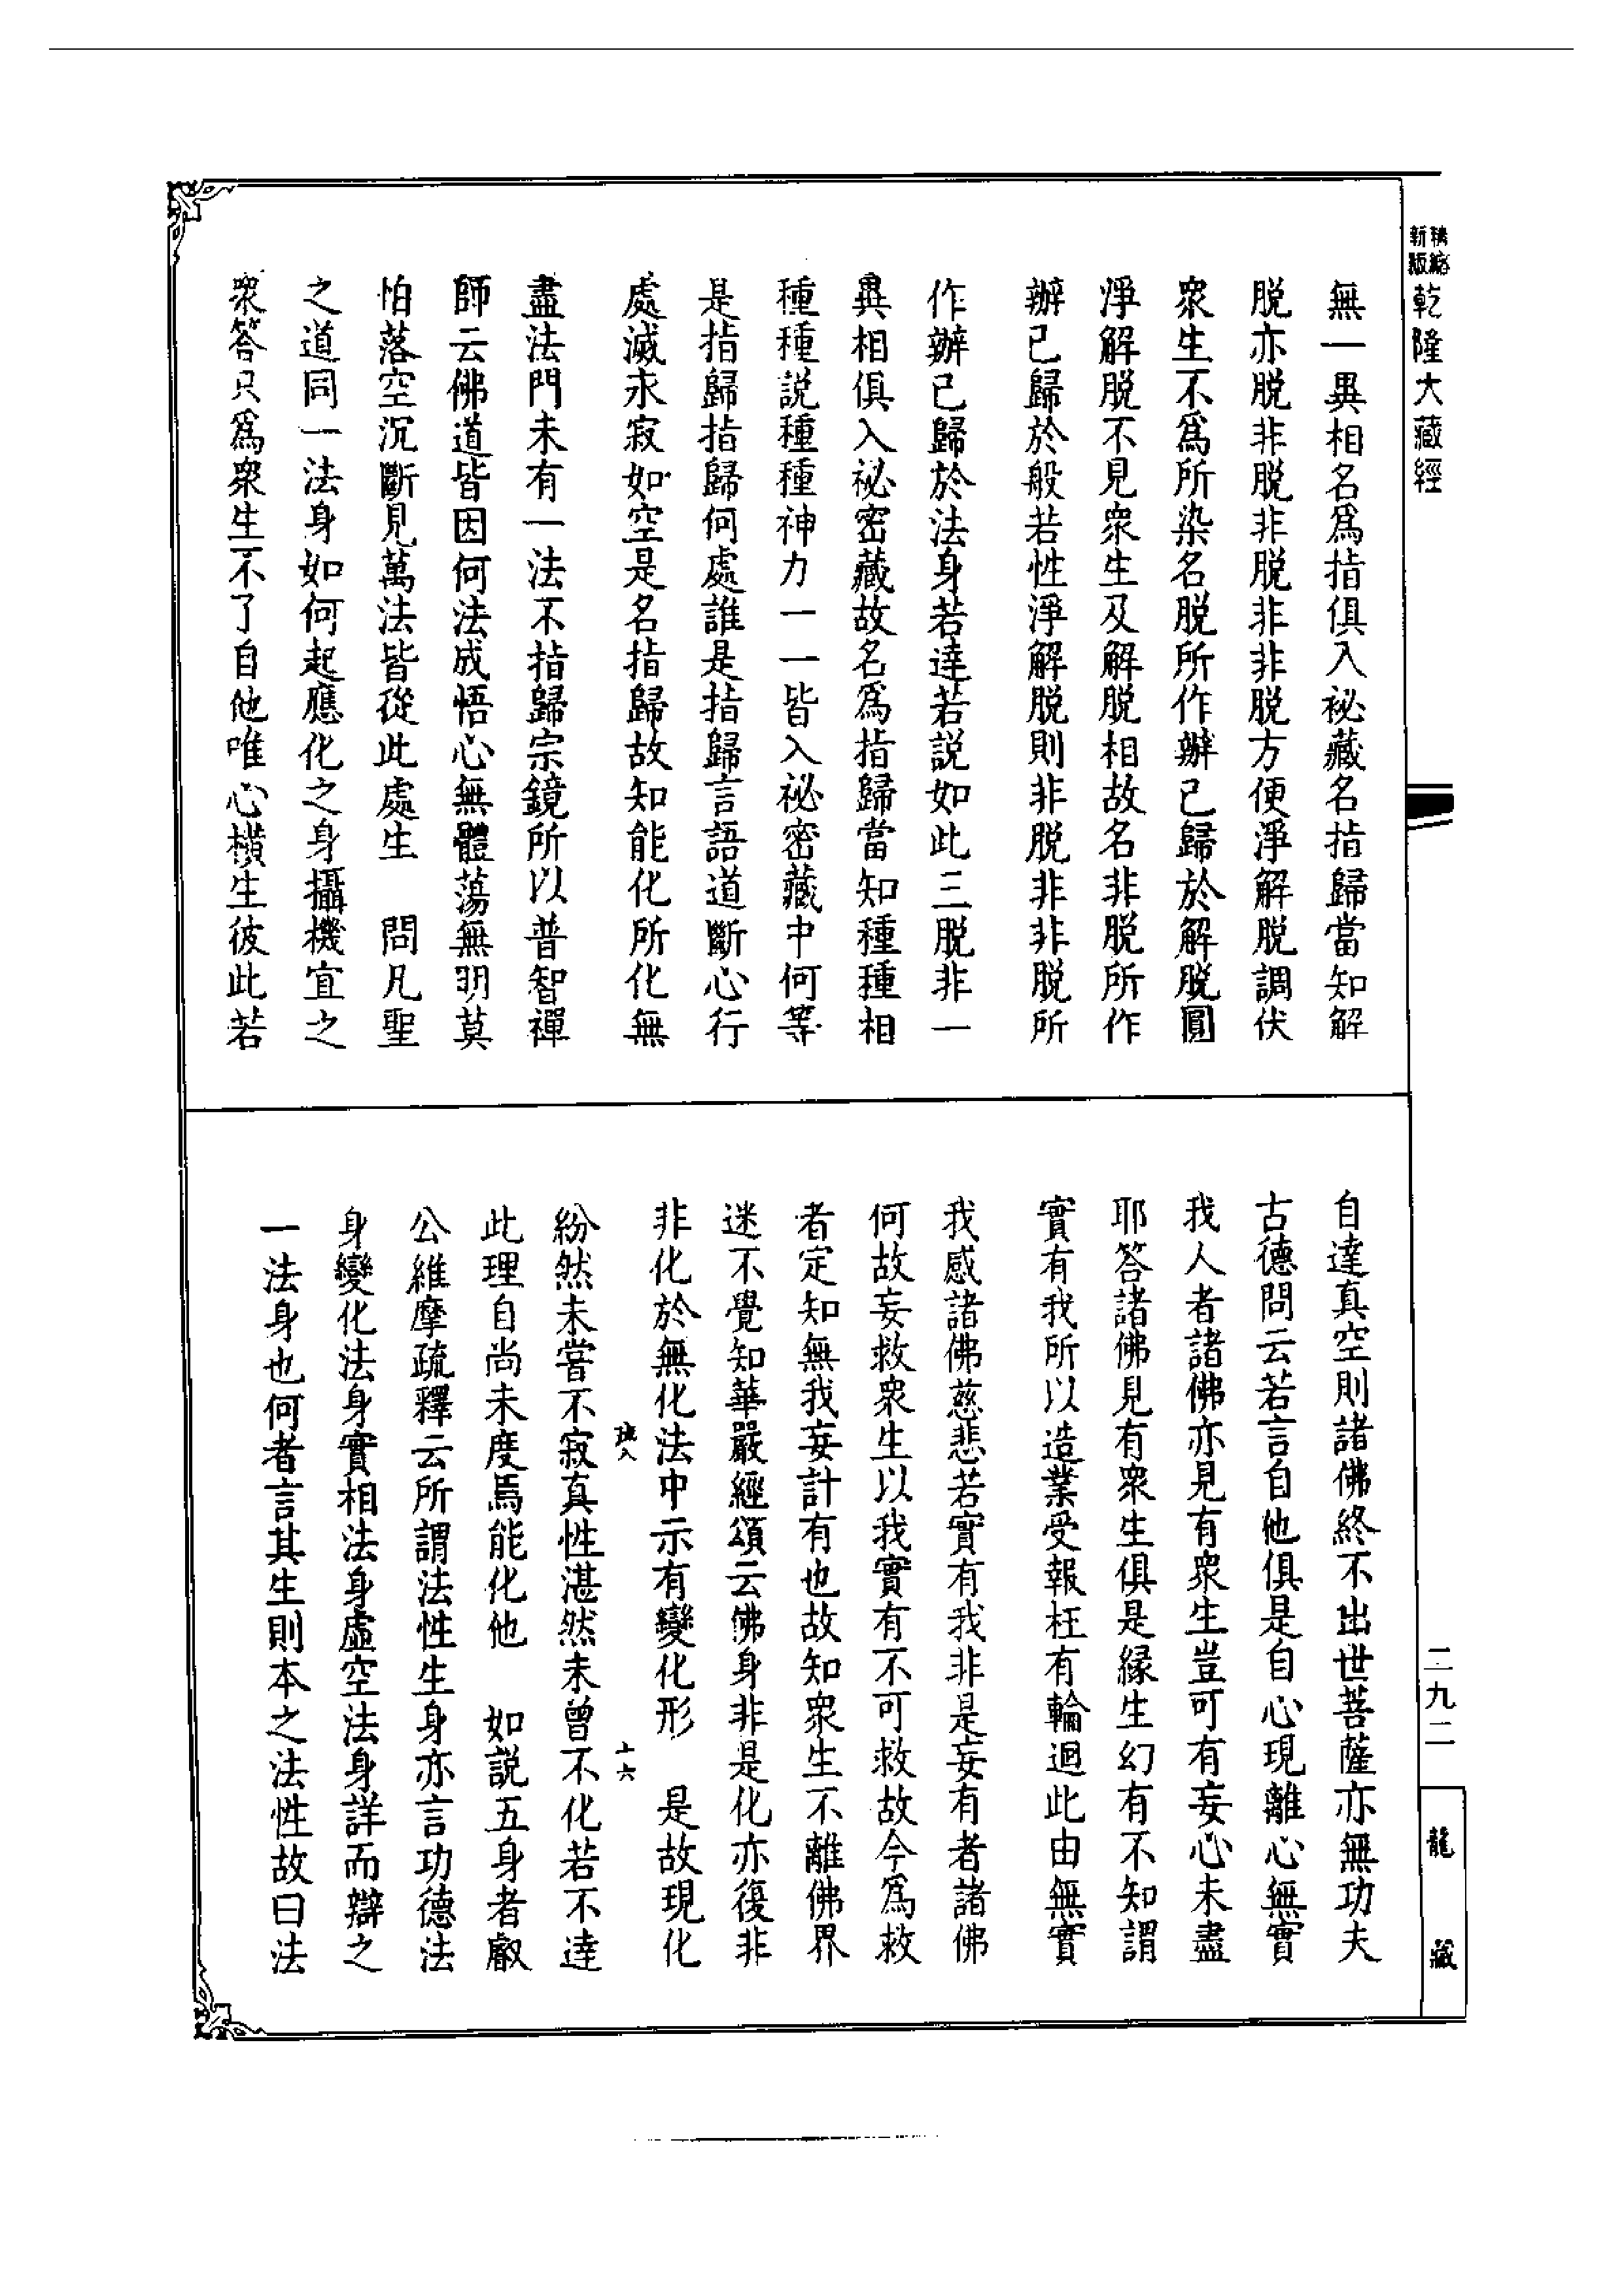 精縮
新版
乾隆大藏經
無一異相名爲指俱入祕藏名指歸當知解
脱亦脱非脱非脱非非脱方便淨解脱調伏
衆生不爲所染名脱所作辦已歸於解脱圓
淨解脱不見衆生及解脱相故名非脱所作
辦已歸於般若性淨解脱則非脱非非脱所
作辦已歸於法身若達若説如此三脱非一
異相俱入祕密藏故名爲指歸當知種種相
種種説種種神力一一皆入祕密藏中何等
是指歸指歸何處誰是指歸言語道斷心行
處滅永寂如空是名指歸故知能化所化無
盡法門未有一法不指歸宗鏡所以普智禪
師云佛道皆因何法成悟心無體蕩無明莫
怕落空沉斷見萬法皆從此處生　問凡聖
之道同一法身如何起應化之身攝機宜之
衆答只爲衆生不了自他唯心横生彼此若
自達真空則諸佛終不出世菩薩亦無功夫
古德問云若言自他俱是自心現離心無實
我人者諸佛亦見有衆生豈可有妄心未盡
耶答諸佛見有衆生俱是緣生幻有不知謂
實有我所以造業受報枉有輪迴此由無實
我感諸佛慈悲若實有我非是妄有者諸佛
何故妄救衆生以我實有不可救故今爲救
者定知無我妄計有也故知衆生不離佛界
迷不覺知華嚴經頌云佛身非是化亦復非
非化於無化法中示有變化形　是故現化
紛然未嘗不寂真性湛然未曾不化若不達
此理自尚未度焉能化他　如説五身者叡
公維摩疏釋云所謂法性生身亦言功德法
身變化法身實相法身虛空法身詳而辯之
一法身也何者言其生則本之法性故曰法
十六
二九二
龍藏